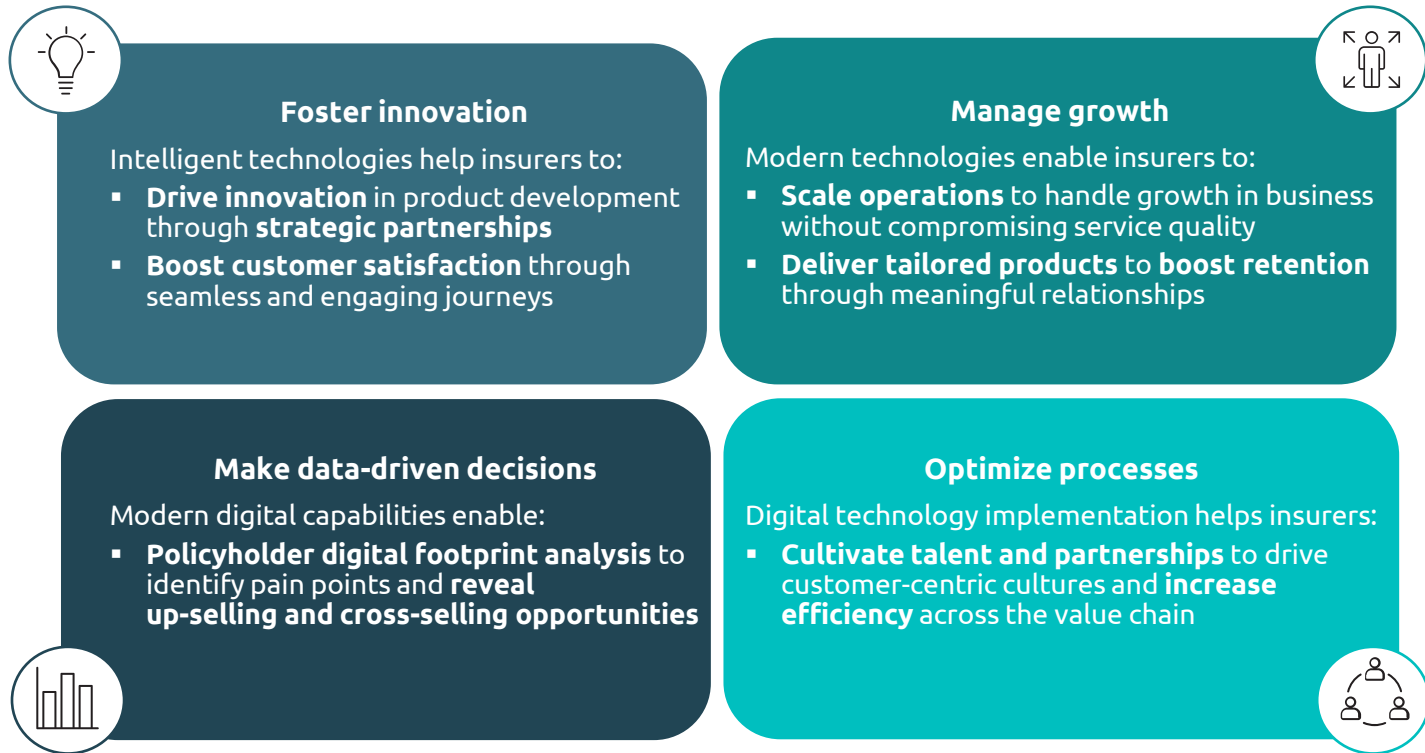 Foster innovation
Intelligent technologies help insurers to:
▪ Drive innovation in product development
through strategic partnerships
▪ Boost customer satisfaction through
seamless and engaging journeys
Manage growth
Modern technologies enable insurers to:
▪ Scale operations to handle growth in business
without compromising service quality
▪ Deliver tailored products to boost retention
through meaningful relationships
Make data-driven decisions
Modern digital capabilities enable:
▪ Policyholder digital footprint analysis to
identify pain points and reveal
up-selling and cross-selling opportunities
Optimize processes
Digital technology implementation helps insurers:
▪ Cultivate talent and partnerships to drive
customer-centric cultures and increase
efficiency across the value chain